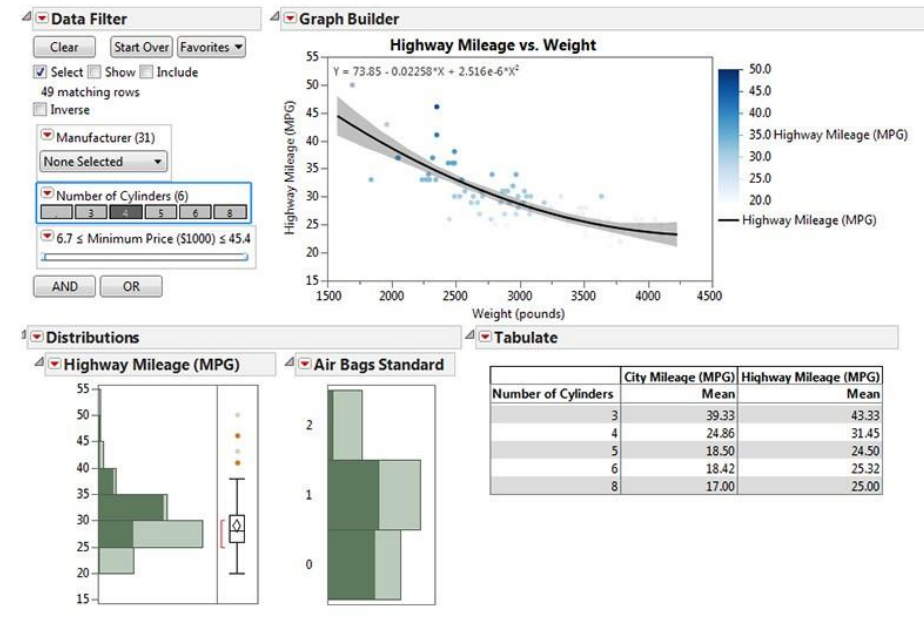 Data Filter
Clear Start Over Favorites
Select Show Include
49 matching rows
Inverse
Manufacturer (31)
None Selected
Number of Cylinders (6)
. 3 4 5 6 8
6.7 ≤ Minimum Price ($1000) ≤ 45.4
AND OR
Graph Builder
Highway Mileage vs. Weight
Y = 73.85 - 0.02258*X + 2.516e-6*X²
Highway Mileage (MPG)
55
50
45
40
35
30
25
20
15
1500 2000 2500 3000 3500 4000 4500
Weight (pounds)
50.0
45.0
40.0
35.0 Highway Mileage (MPG)
30.0
25.0
20.0
Highway Mileage (MPG)
Distributions
Highway Mileage (MPG)
55
50
45
40
35
30
25
20
15
Air Bags Standard
2
1
0
Tabulate
City Mileage (MPG) Highway Mileage (MPG)
Number of Cylinders Mean Mean
3 39.33 43.33
4 24.86 31.45
5 18.50 24.50
6 18.42 25.32
8 17.00 25.00